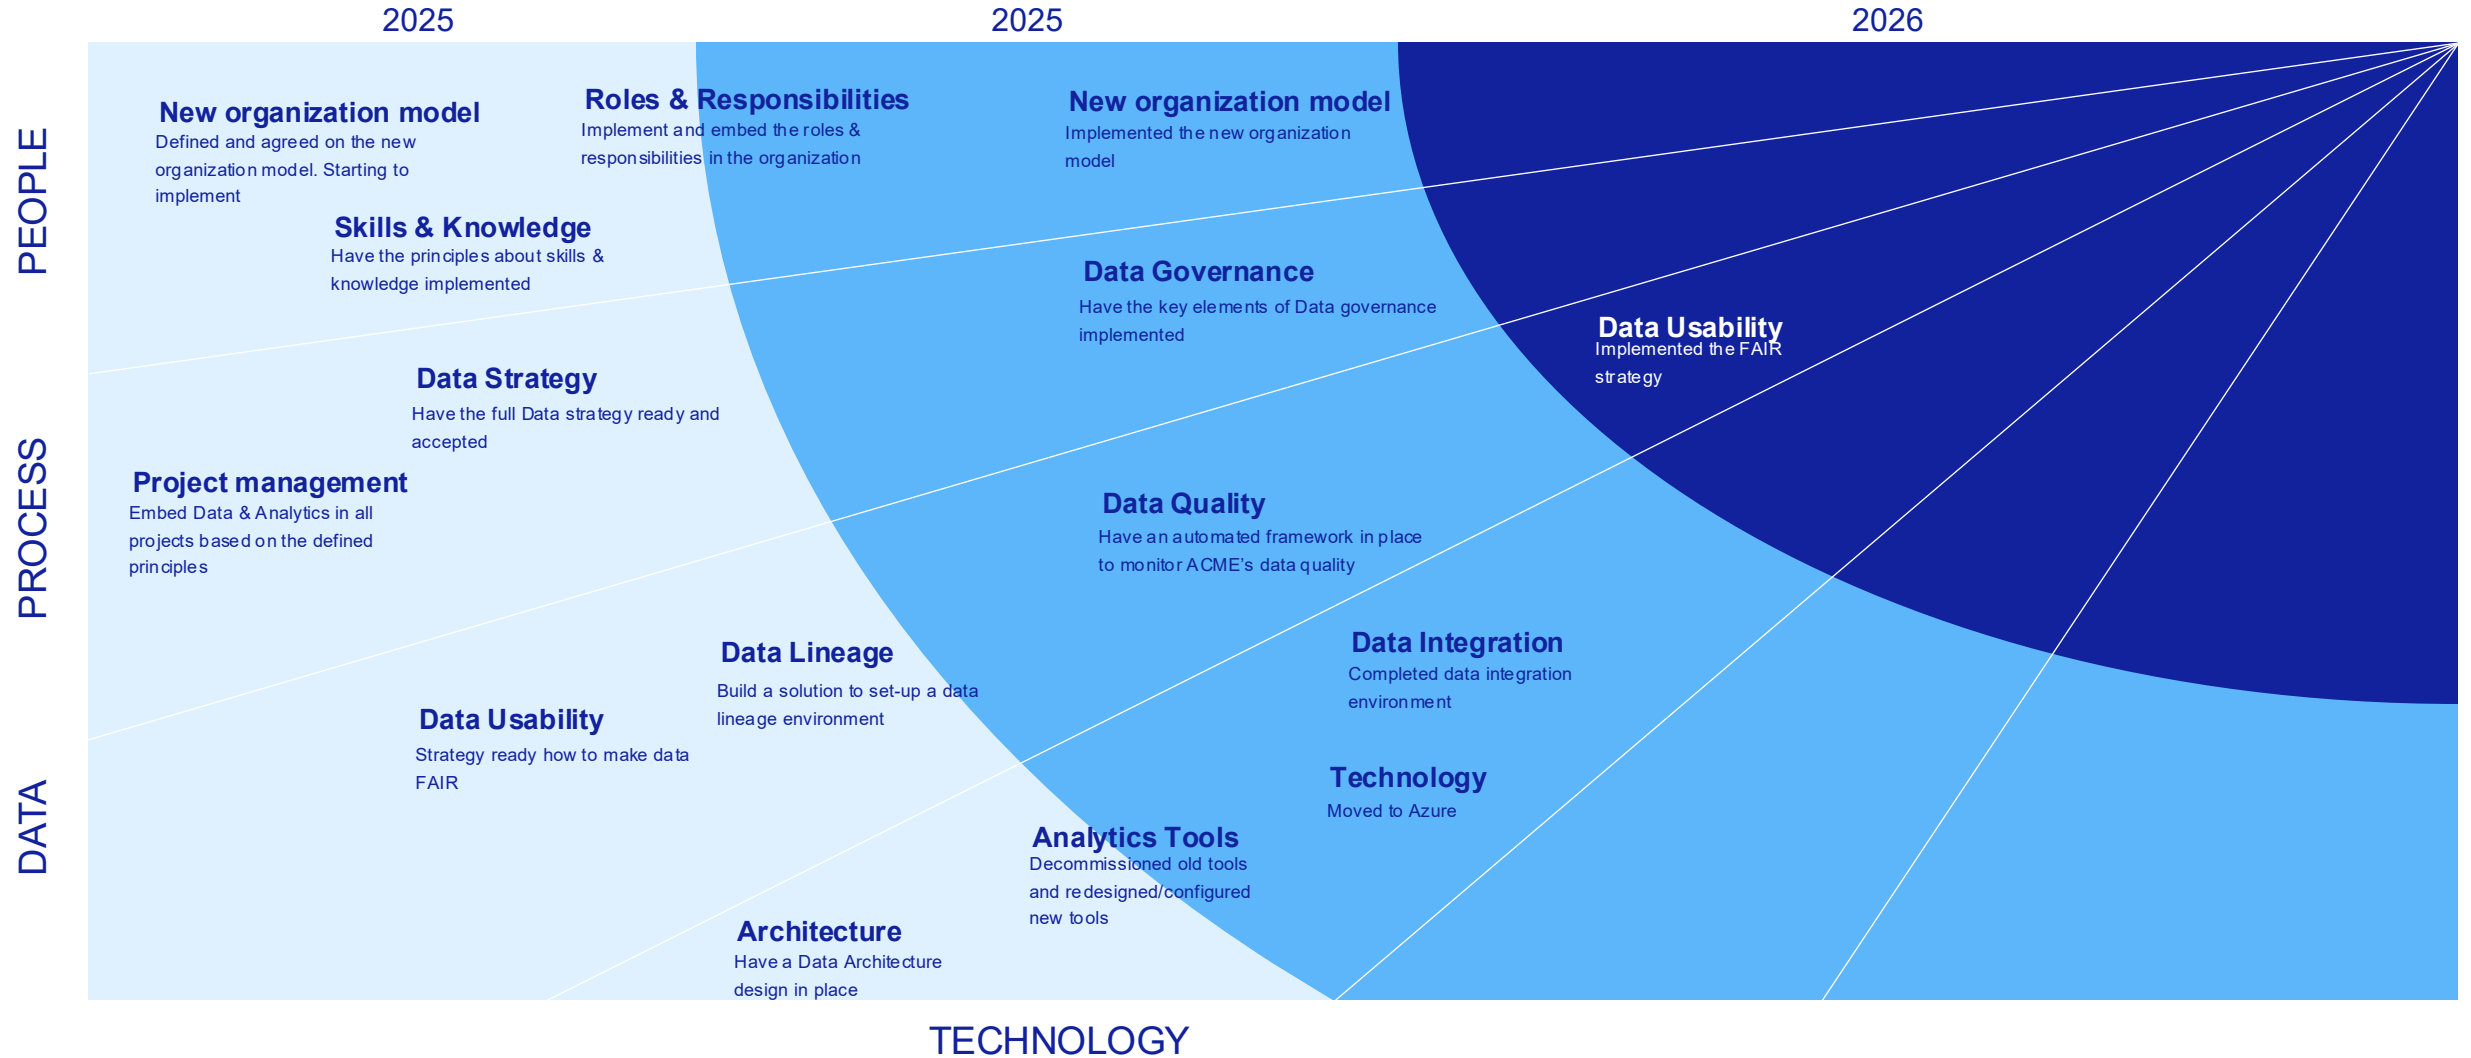 2025
2025
2026
PEOPLE
New organization model
Defined and agreed on the new
organization model. Starting to
implement
Roles & Responsibilities
Implement and embed the roles &
responsibilities in the organization
New organization model
Implemented the new organization
model
Skills & Knowledge
Have the principles about skills &
knowledge implemented
PROCESS
Data Governance
Have the key elements of Data governance
implemented
Data Strategy
Have the full Data strategy ready and
accepted
Project management
Embed Data & Analytics in all
projects based on the defined
principles
DATA
Data Usability
Implemented the FAIR
strategy
Data Quality
Have an automated framework in place
to monitor ACME's data quality
Data Lineage
Build a solution to set-up a data
lineage environment
Data Usability
Strategy ready how to make data
FAIR
Data Integration
Completed data integration
environment
Technology
Moved to Azure
Analytics Tools
Decommissioned old tools
and redesigned/configured
new tools
Architecture
Have a Data Architecture
design in place
TECHNOLOGY